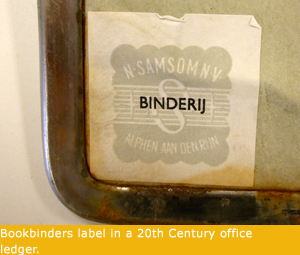 N·SAMSOM N.V.
BINDERIJ
S
ALPHEN AAN DEN RIJN
Bookbinders label in a 20th Century office
ledger.